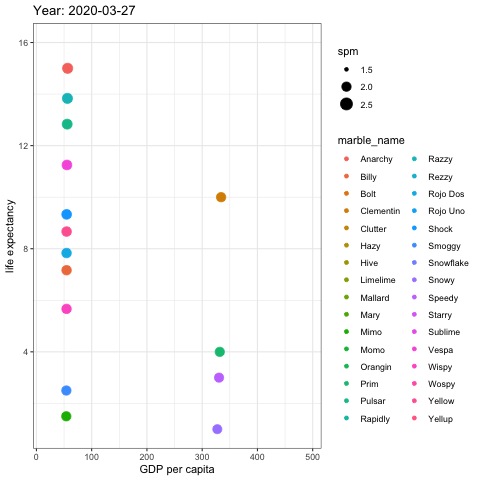 Year: 2020-03-27
life expectancy
16
12
8
4
0 100 200 300 400 500
GDP per capita
spm
1.5
2.0
2.5
marble_name
Anarchy Razzy
Billy Rezzy
Bolt Rojo Dos
Clementin Rojo Uno
Clutter Shock
Hazy Smoggy
Hive Snowflake
Limelime Snowy
Mallard Speedy
Mary Starry
Mimo Sublime
Momo Vespa
Orangin Wispy
Prim Wospy
Pulsar Yellow
Rapidly Yellup